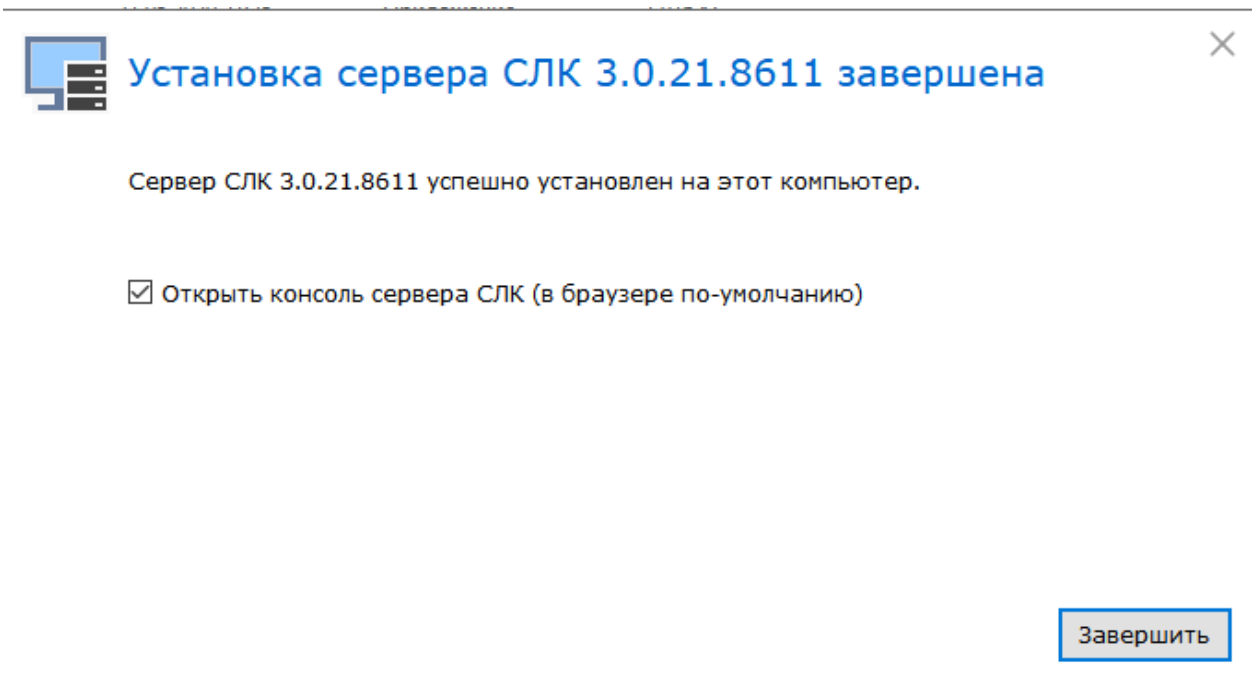 Установка сервера СЛК 3.0.21.8611 завершена
Сервер СЛК 3.0.21.8611 успешно установлен на этот компьютер.
Открыть консоль сервера СЛК (в браузере по-умолчанию)
Завершить